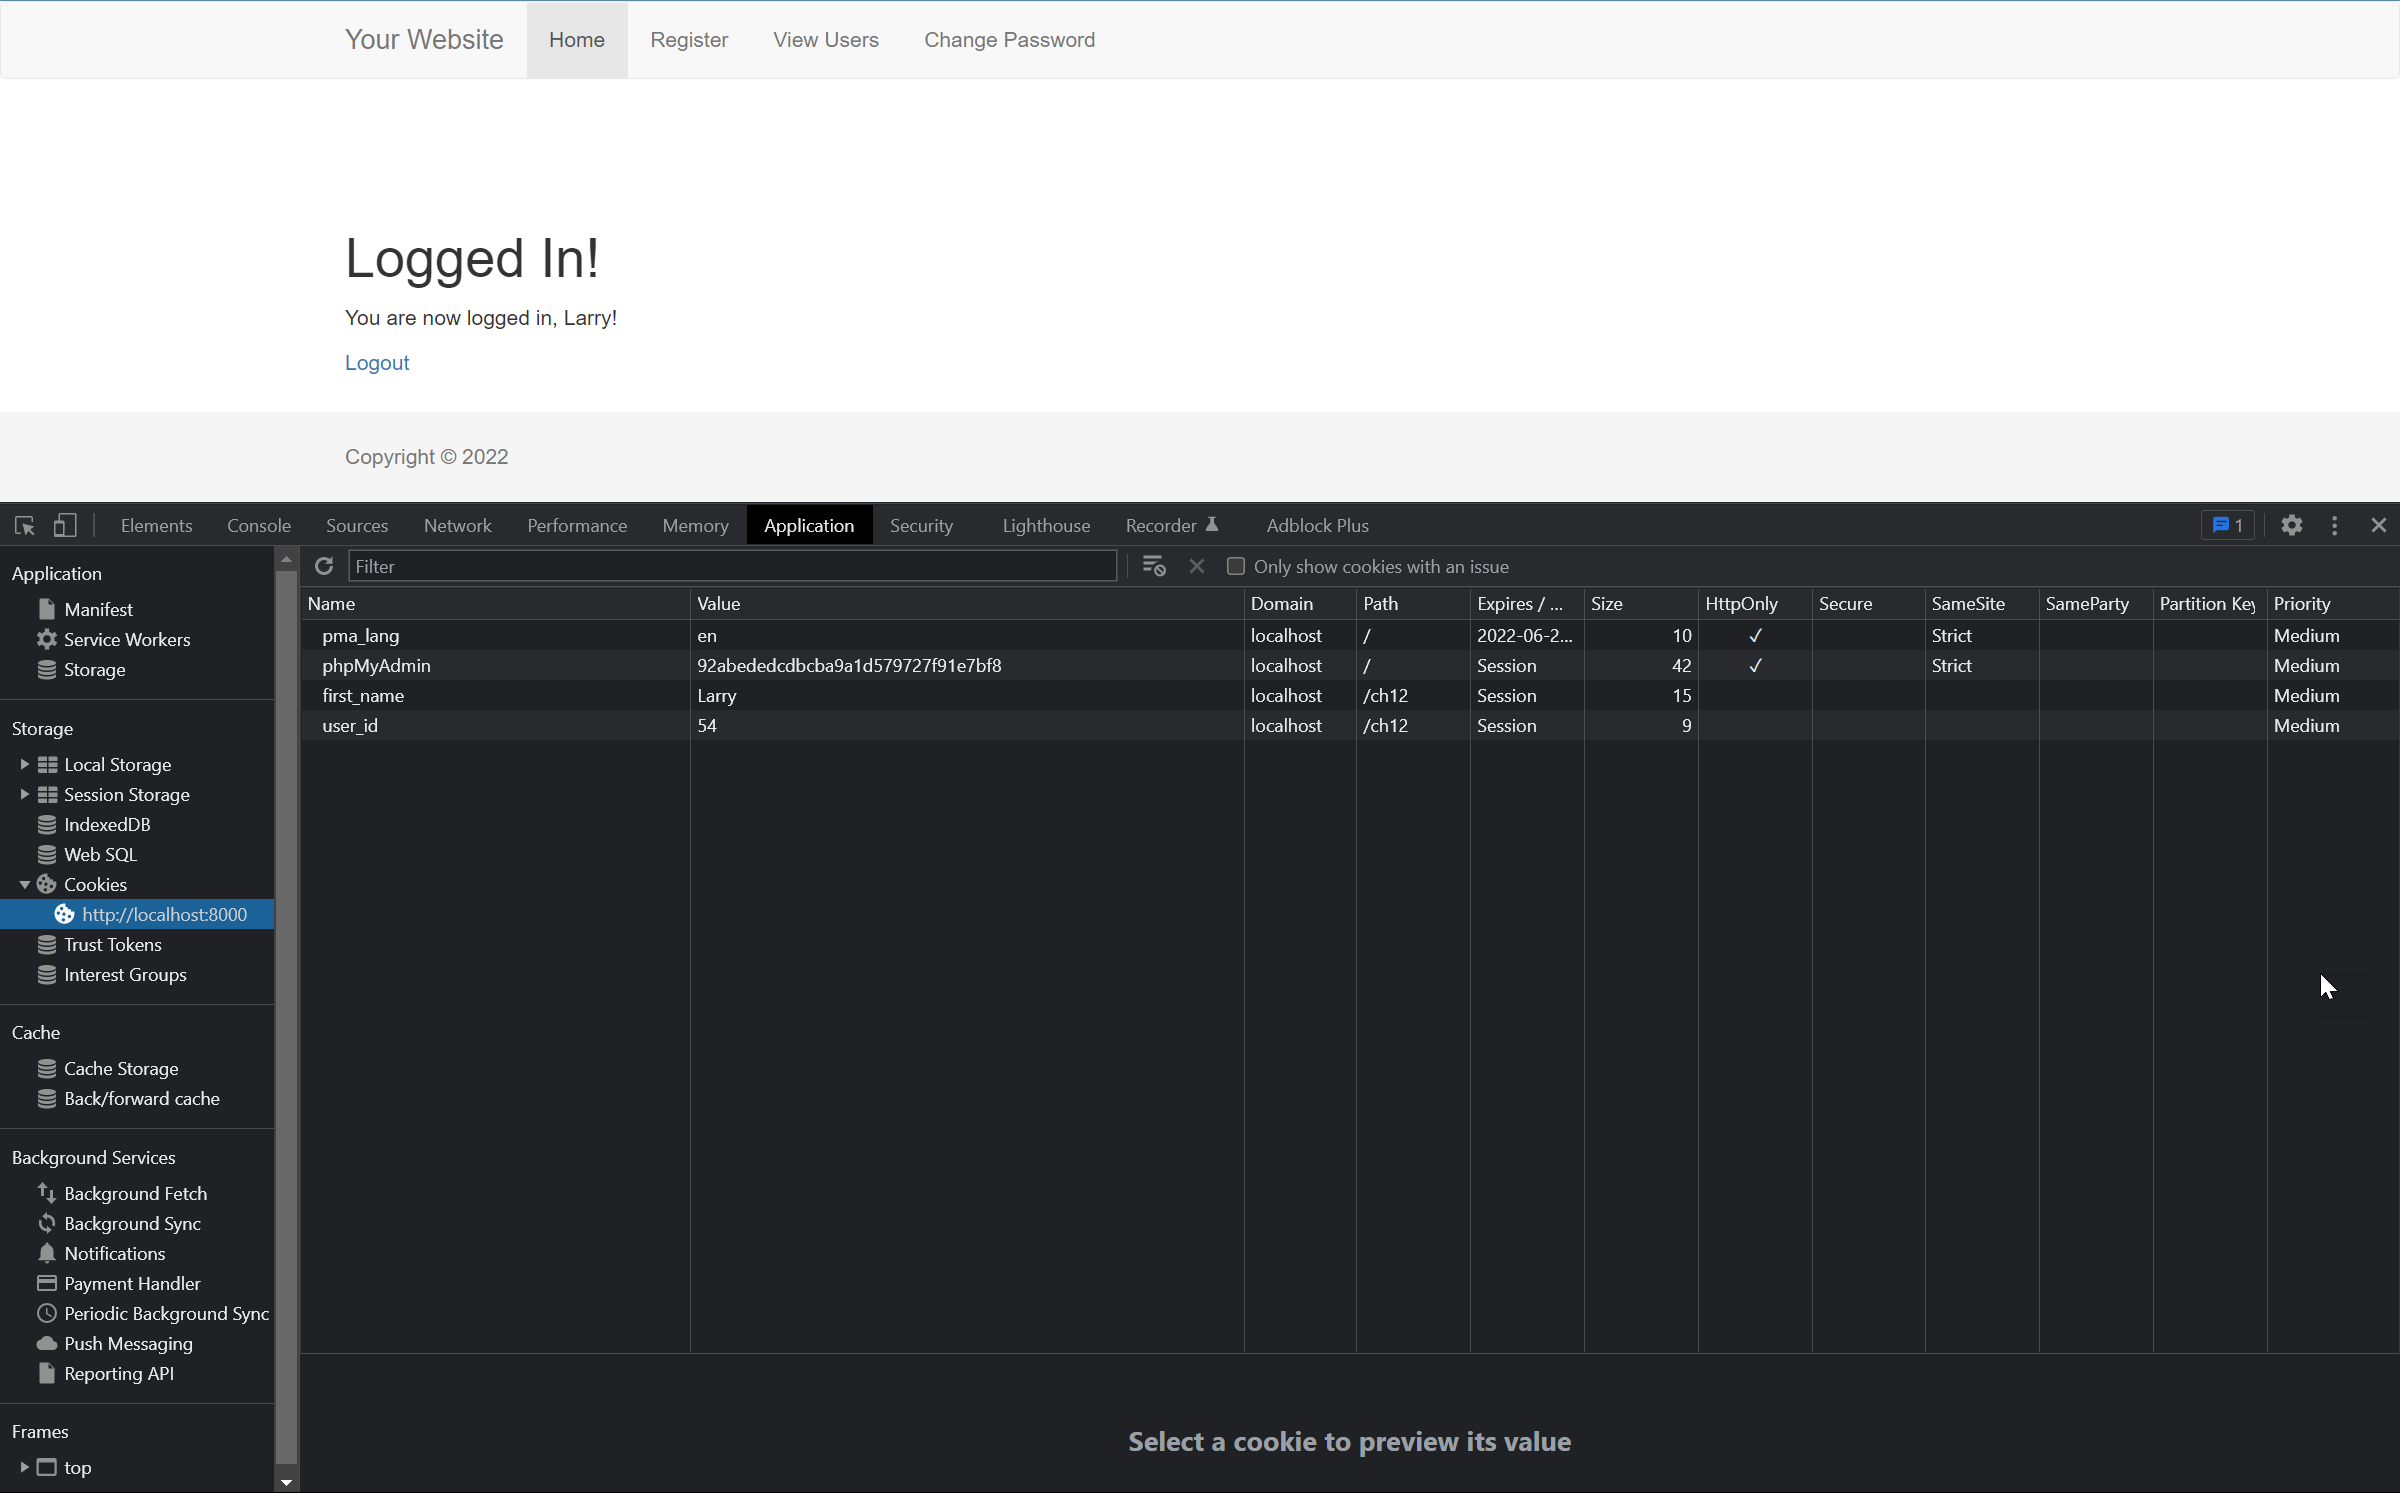 Your Website Home Register View Users Change Password
Logged In!
You are now logged in, Larry!
Logout
Copyright © 2022
Elements Console Sources Network Performance Memory Application Security Lighthouse Recorder Adblock Plus 1
Application
Manifest
Service Workers
Storage
Storage
Local Storage
Session Storage
IndexedDB
Web SQL
Cookies
http://localhost:8000
Trust Tokens
Interest Groups
Cache
Cache Storage
Back/forward cache
Background Services
Background Fetch
Background Sync
Notifications
Payment Handler
Periodic Background Sync
Push Messaging
Reporting API
Frames
top
Filter Only show cookies with an issue
Name Value Domain Path Expires / ... Size HttpOnly Secure SameSite SameParty Partition Key Priority
pma_lang en localhost / 2022-06-2... 10 ✓ Strict Medium
phpMyAdmin 92abededcdbcba9a1d579727f91e7bf8 localhost / Session 42 ✓ Strict Medium
first_name Larry localhost /ch12 Session 15 Medium
user_id 54 localhost /ch12 Session 9 Medium
Select a cookie to preview its value